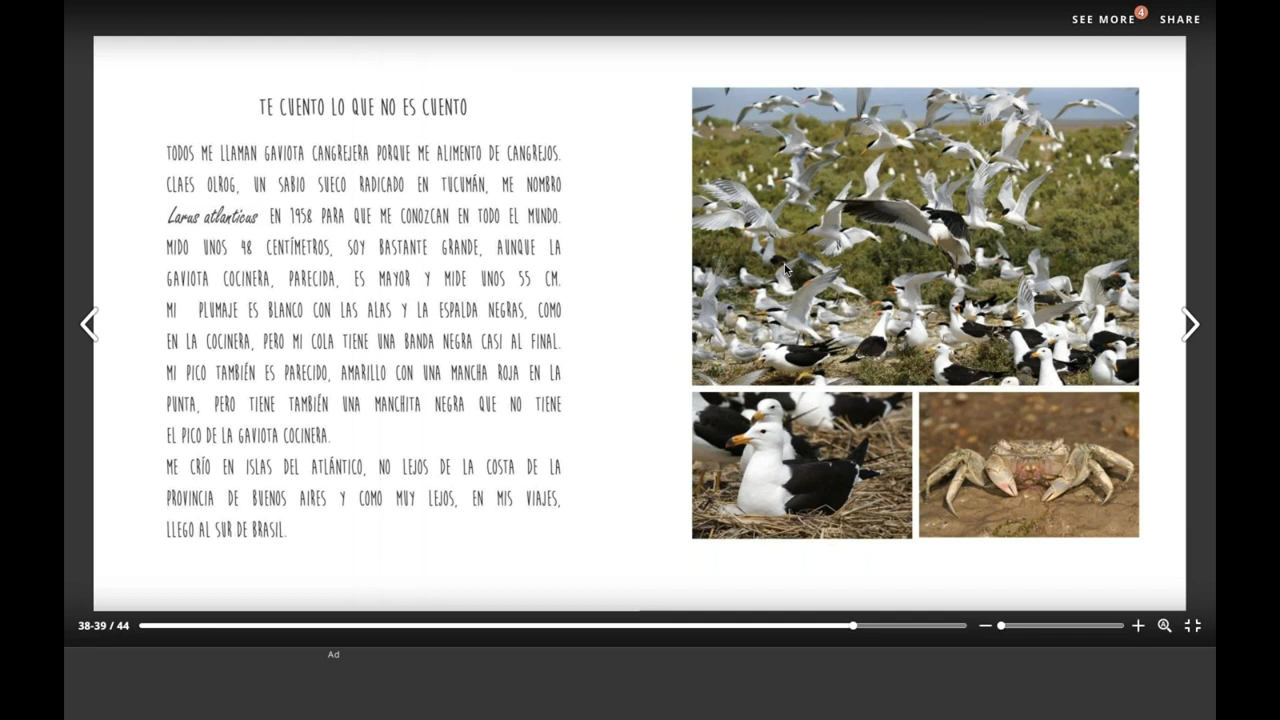 SEE MORE 4 SHARE
TE CUENTO LO QUE NO ES CUENTO
TODOS ME LLAMAN GAVIOTA CANGREJERA PORQUE ME ALIMENTO DE CANGREJOS.
CLAES OLROG, UN SABIO SUECO RADICADO EN TUCUMÁN, ME NOMBRO
Larus atlanticus EN 1958 PARA QUE ME CONOZCAN EN TODO EL MUNDO.
MIDO UNOS 48 CENTÍMETROS, SOY BASTANTE GRANDE, AUNQUE LA
GAVIOTA COCINERA, PARECIDA, ES MAYOR Y MIDE UNOS 55 CM.
MI PLUMAJE ES BLANCO CON LAS ALAS Y LA ESPALDA NEGRAS, COMO
EN LA COCINERA, PERO MI COLA TIENE UNA BANDA NEGRA CASI AL FINAL.
MI PICO TAMBIÉN ES PARECIDO, AMARILLO CON UNA MANCHA ROJA EN LA
PUNTA, PERO TIENE TAMBIÉN UNA MANCHITA NEGRA QUE NO TIENE
EL PICO DE LA GAVIOTA COCINERA.
ME CRÍO EN ISLAS DEL ATLÁNTICO, NO LEJOS DE LA COSTA DE LA
PROVINCIA DE BUENOS AIRES Y COMO MUY LEJOS, EN MIS VIAJES,
LLEGO AL SUR DE BRASIL.
38-39 / 44
Ad